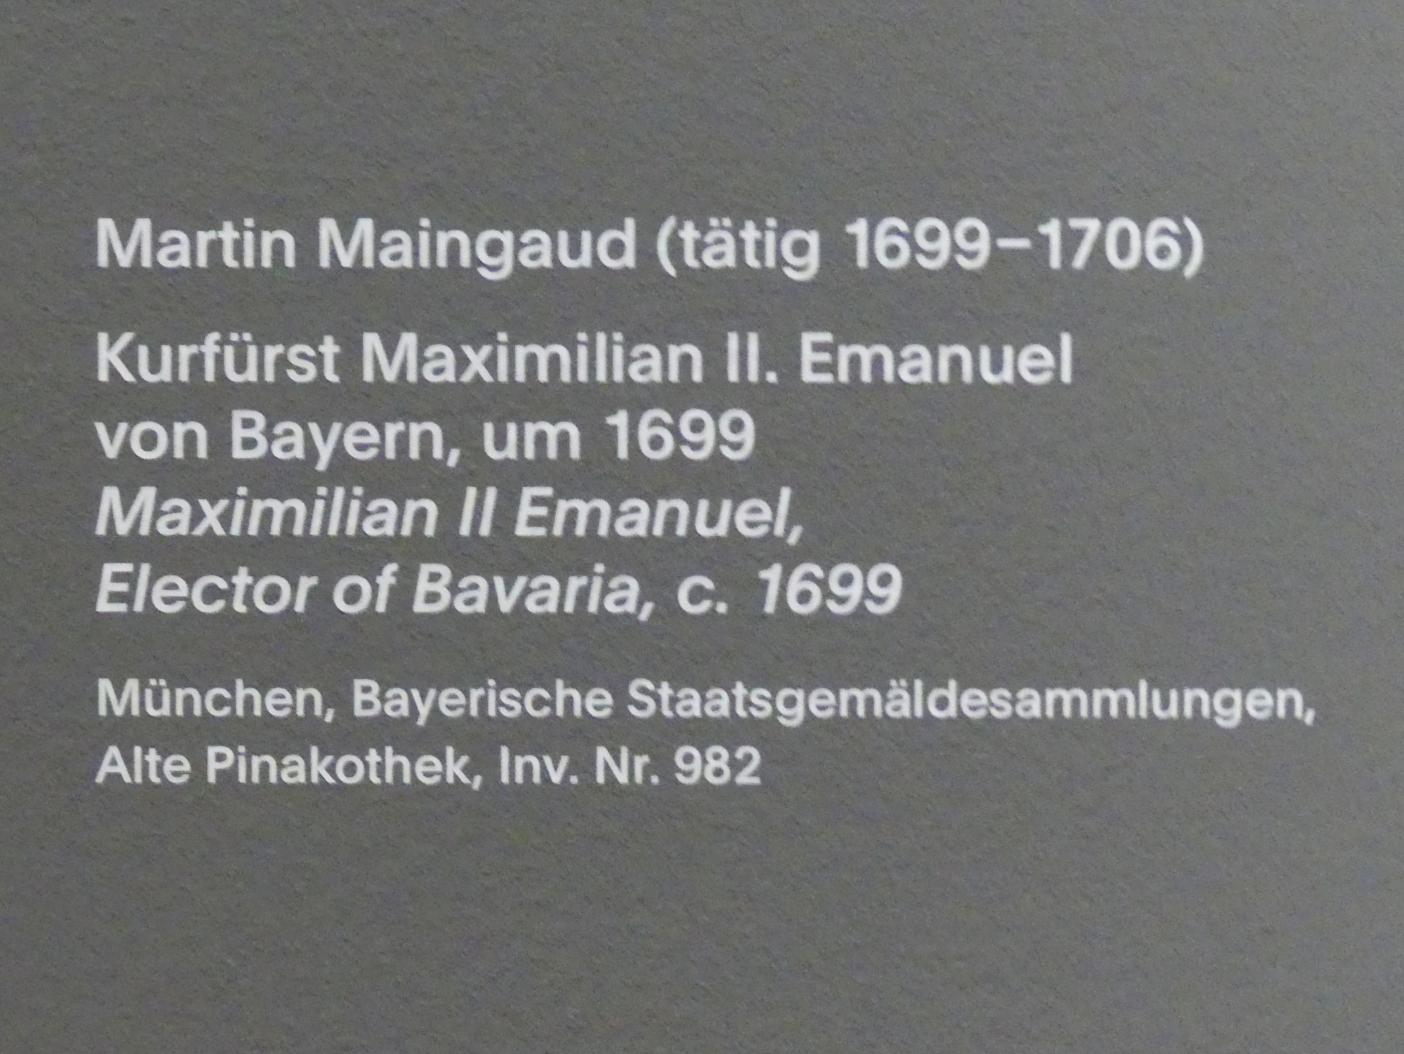 Martin Maingaud (tätig 1699–1706)
Kurfürst Maximilian II. Emanuel
von Bayern, um 1699
Maximilian II Emanuel,
Elector of Bavaria, c. 1699
München, Bayerische Staatsgemäldesammlungen,
Alte Pinakothek, Inv. Nr. 982